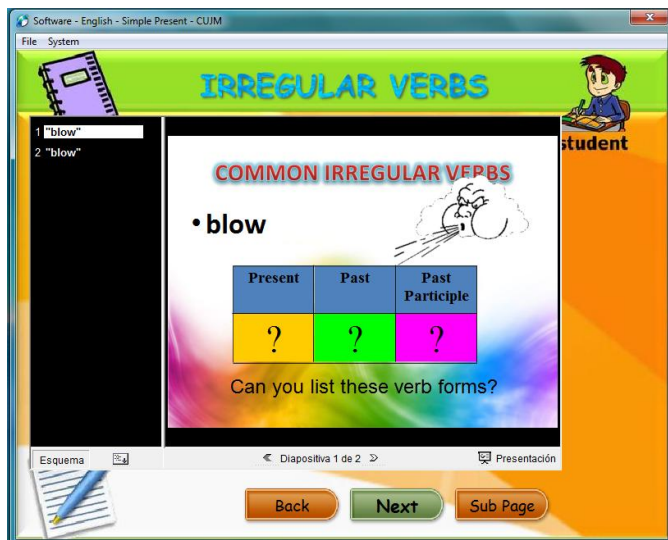 Software - English - Simple Present - CUJM
File System
IRREGULAR VERBS
student
1 "blow"
2 "blow"
COMMON IRREGULAR VERBS
• blow
Present Past Past Participle
? ? ?
Can you list these verb forms?
Esquema
Diapositiva 1 de 2
Presentación
Back Next Sub Page